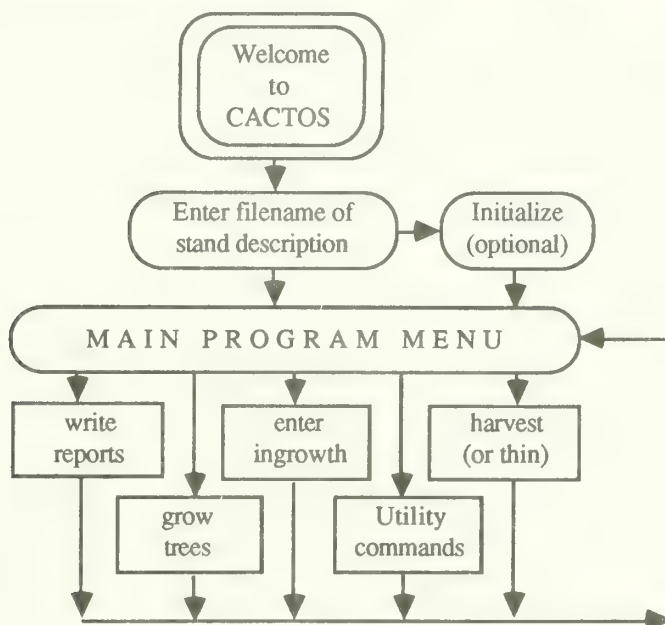 Welcome
to
CACTOS
Enter filename of
stand description
Initialize
(optional)
MAIN PROGRAM MENU
write
reports
enter
ingrowth
harvest
(or thin)
grow
trees
Utility
commands